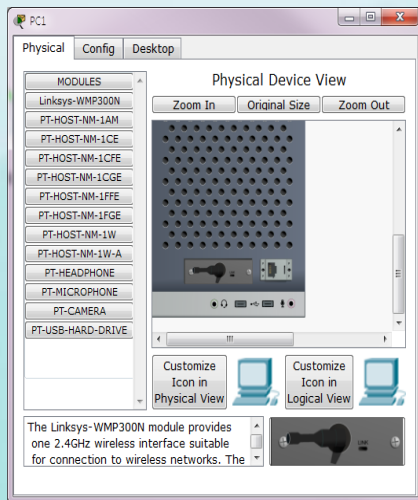 PC1
Physical Config Desktop
MODULES
Linksys-WMP300N
PT-HOST-NM-1AM
PT-HOST-NM-1CE
PT-HOST-NM-1CFE
PT-HOST-NM-1CGE
PT-HOST-NM-1FFE
PT-HOST-NM-1FGE
PT-HOST-NM-1W
PT-HOST-NM-1W-A
PT-HEADPHONE
PT-MICROPHONE
PT-CAMERA
PT-USB-HARD-DRIVE
Physical Device View
Zoom In Original Size Zoom Out
Customize
Icon in
Physical View
Customize
Icon in
Logical View
The Linksys-WMP300N module provides
one 2.4GHz wireless interface suitable
for connection to wireless networks. The
LINK